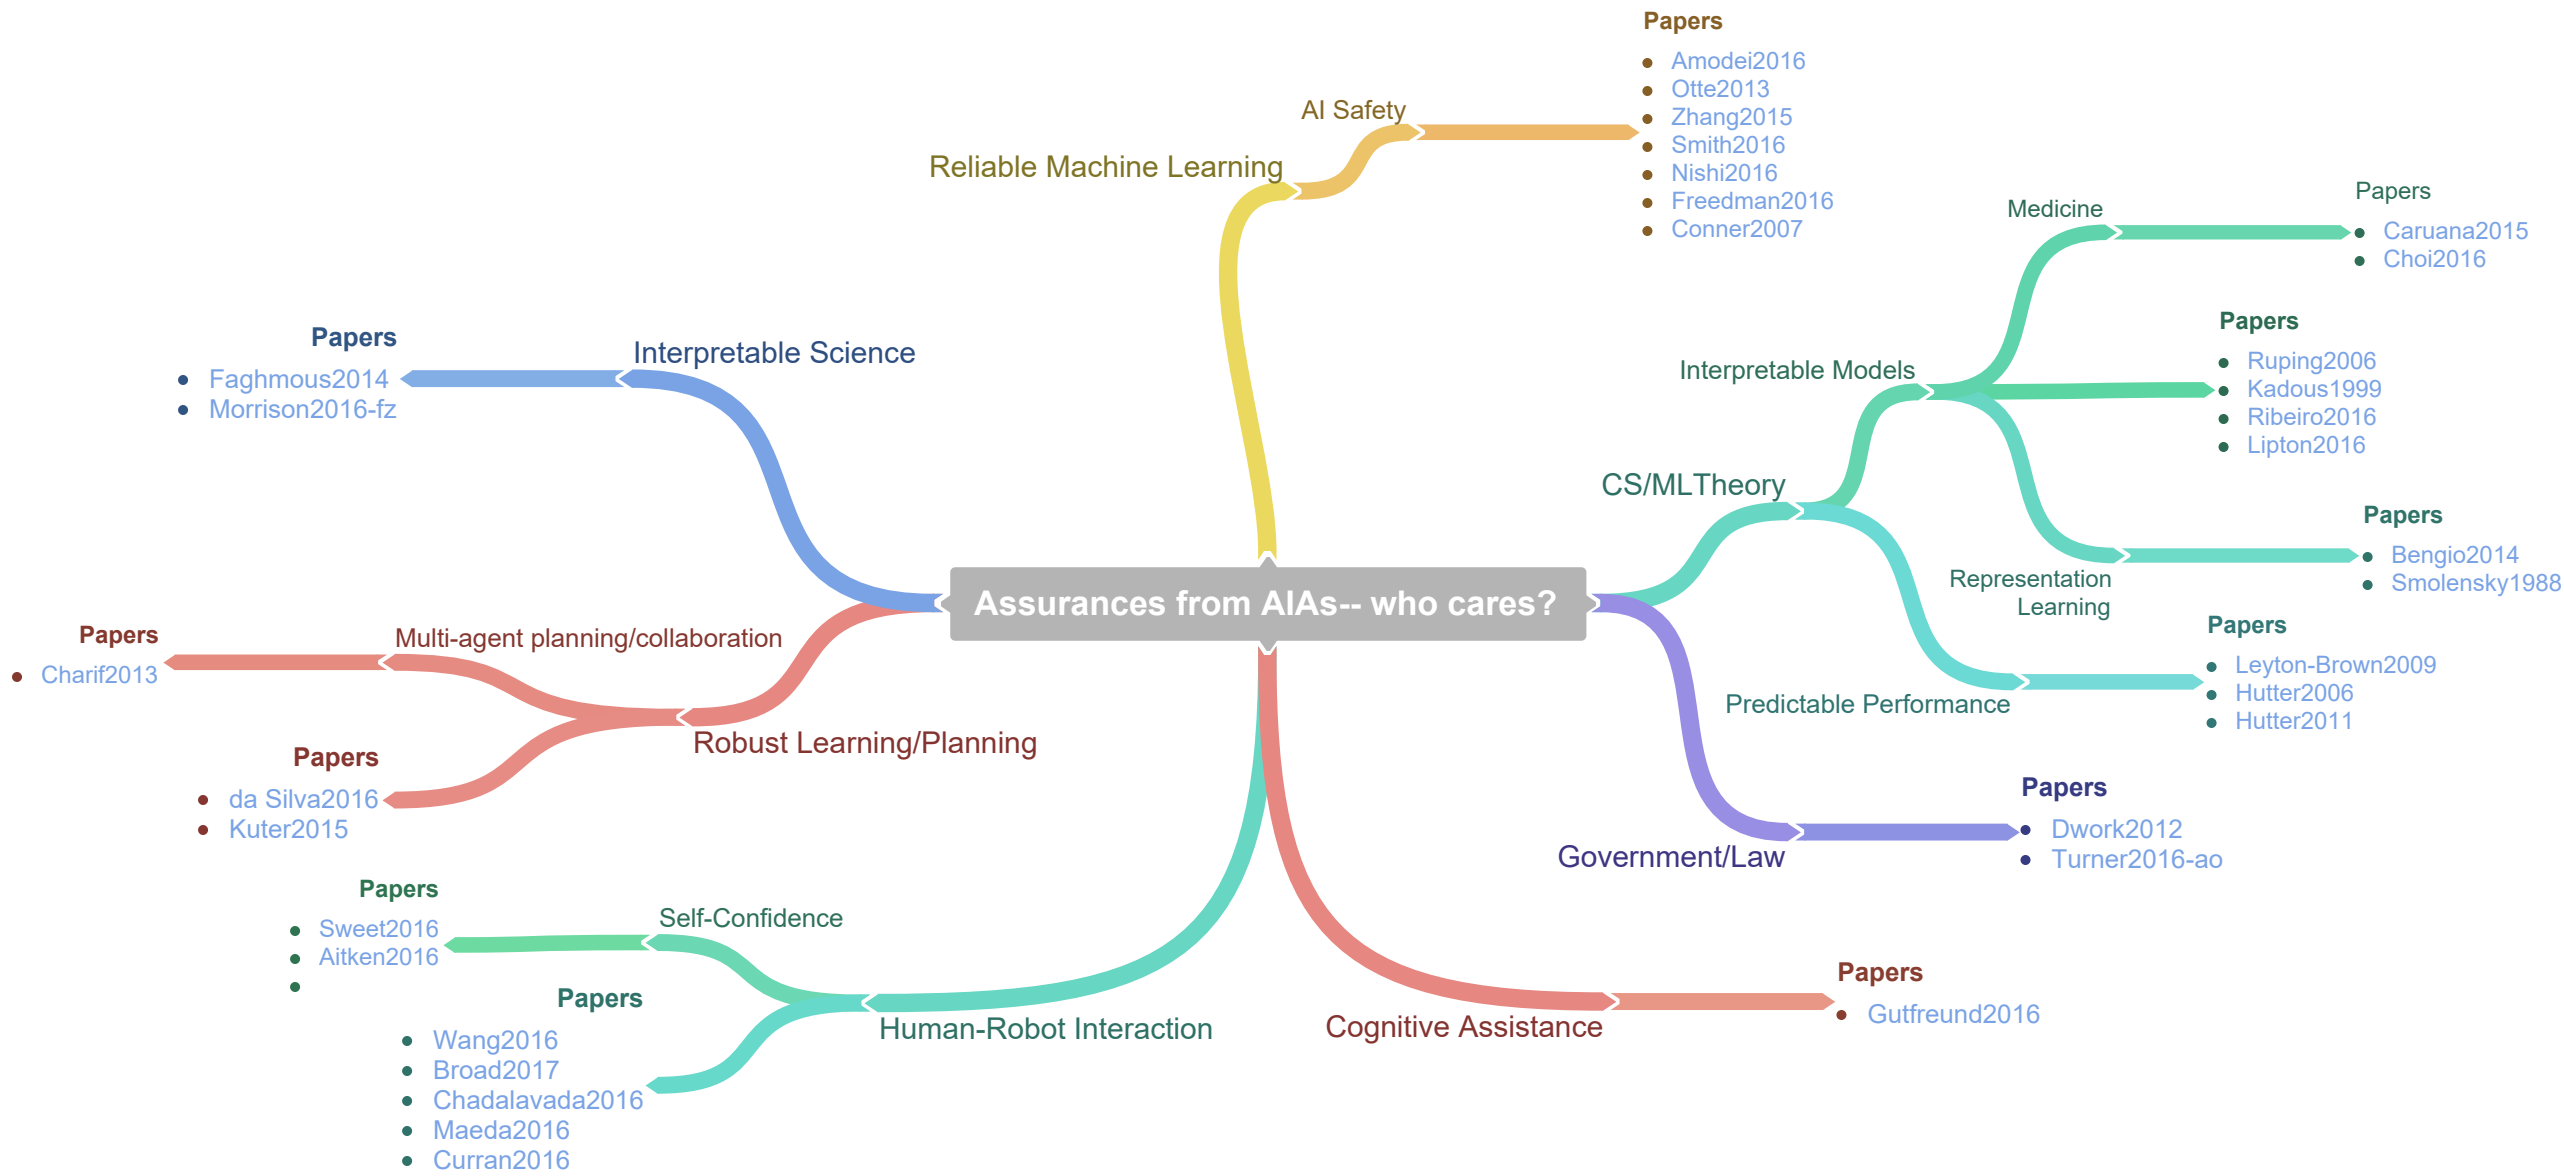 Assurances from AIAs-- who cares?
Reliable Machine Learning
AI Safety
Papers
Amodei2016
Otte2013
Zhang2015
Smith2016
Nishi2016
Freedman2016
Conner2007
CS/MLTheory
Interpretable Models
Medicine
Papers
Caruana2015
Choi2016
Papers
Ruping2006
Kadous1999
Ribeiro2016
Lipton2016
Representation
Learning
Papers
Bengio2014
Smolensky1988
Predictable Performance
Papers
Leyton-Brown2009
Hutter2006
Hutter2011
Government/Law
Papers
Dwork2012
Turner2016-ao
Cognitive Assistance
Papers
Gutfreund2016
Interpretable Science
Papers
Faghmous2014
Morrison2016-fz
Robust Learning/Planning
Multi-agent planning/collaboration
Papers
Charif2013
Papers
da Silva2016
Kuter2015
Human-Robot Interaction
Self-Confidence
Papers
Sweet2016
Aitken2016
Papers
Wang2016
Broad2017
Chadalavada2016
Maeda2016
Curran2016